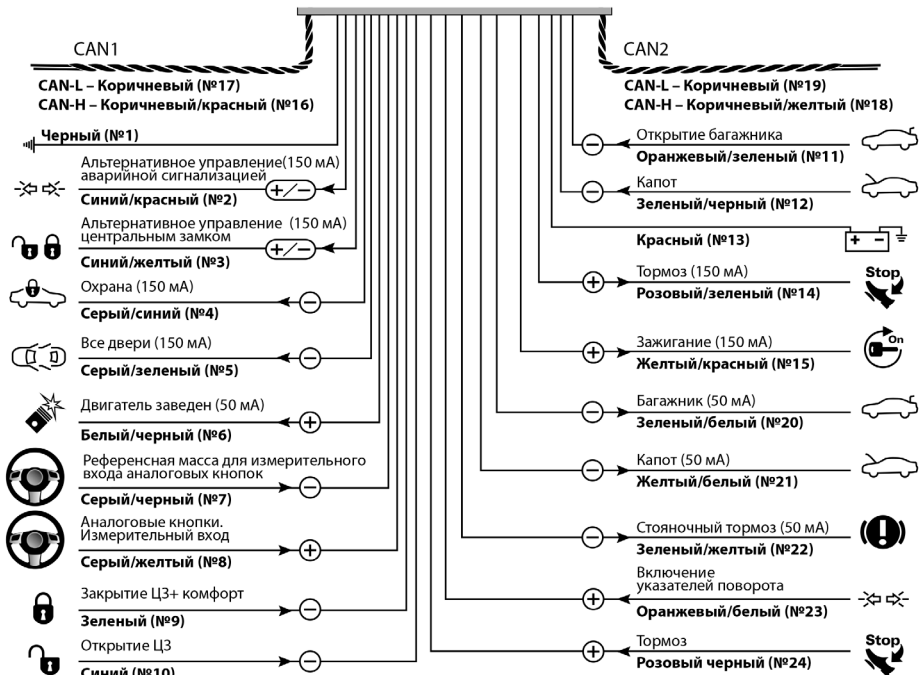 CAN1
CAN-L – Коричневый (№17)
CAN-H – Коричневый/красный (№16)
Черный (№1)
Альтернативное управление(150 мА)
аварийной сигнализацией
+/−
Синий/красный (№2)
Альтернативное управление (150 мА)
центральным замком
+/−
Синий/желтый (№3)
Охрана (150 мА)
−
Серый/синий (№4)
Все двери (150 мА)
−
Серый/зеленый (№5)
Двигатель заведен (50 мА)
+
Белый/черный (№6)
Референсная масса для измерительного
входа аналоговых кнопок
−
Серый/черный (№7)
Аналоговые кнопки.
Измерительный вход
+
Серый/желтый (№8)
Закрытие ЦЗ+ комфорт
−
Зеленый (№9)
Открытие ЦЗ
−
Синий (№10)
CAN2
CAN-L – Коричневый (№19)
CAN-H – Коричневый/желтый (№18)
Открытие багажника
−
Оранжевый/зеленый (№11)
Капот
−
Зеленый/черный (№12)
Красный (№13)
+ −
Тормоз (150 мА)
Stop
+
Розовый/зеленый (№14)
Зажигание (150 мА)
On
+
Желтый/красный (№15)
Багажник (50 мА)
−
Зеленый/белый (№20)
Капот (50 мА)
−
Желтый/белый (№21)
Стояночный тормоз (50 мА)
−
(!)
Зеленый/желтый (№22)
Включение
указателей поворота
+
Оранжевый/белый (№23)
Тормоз
Stop
+
Розовый черный (№24)